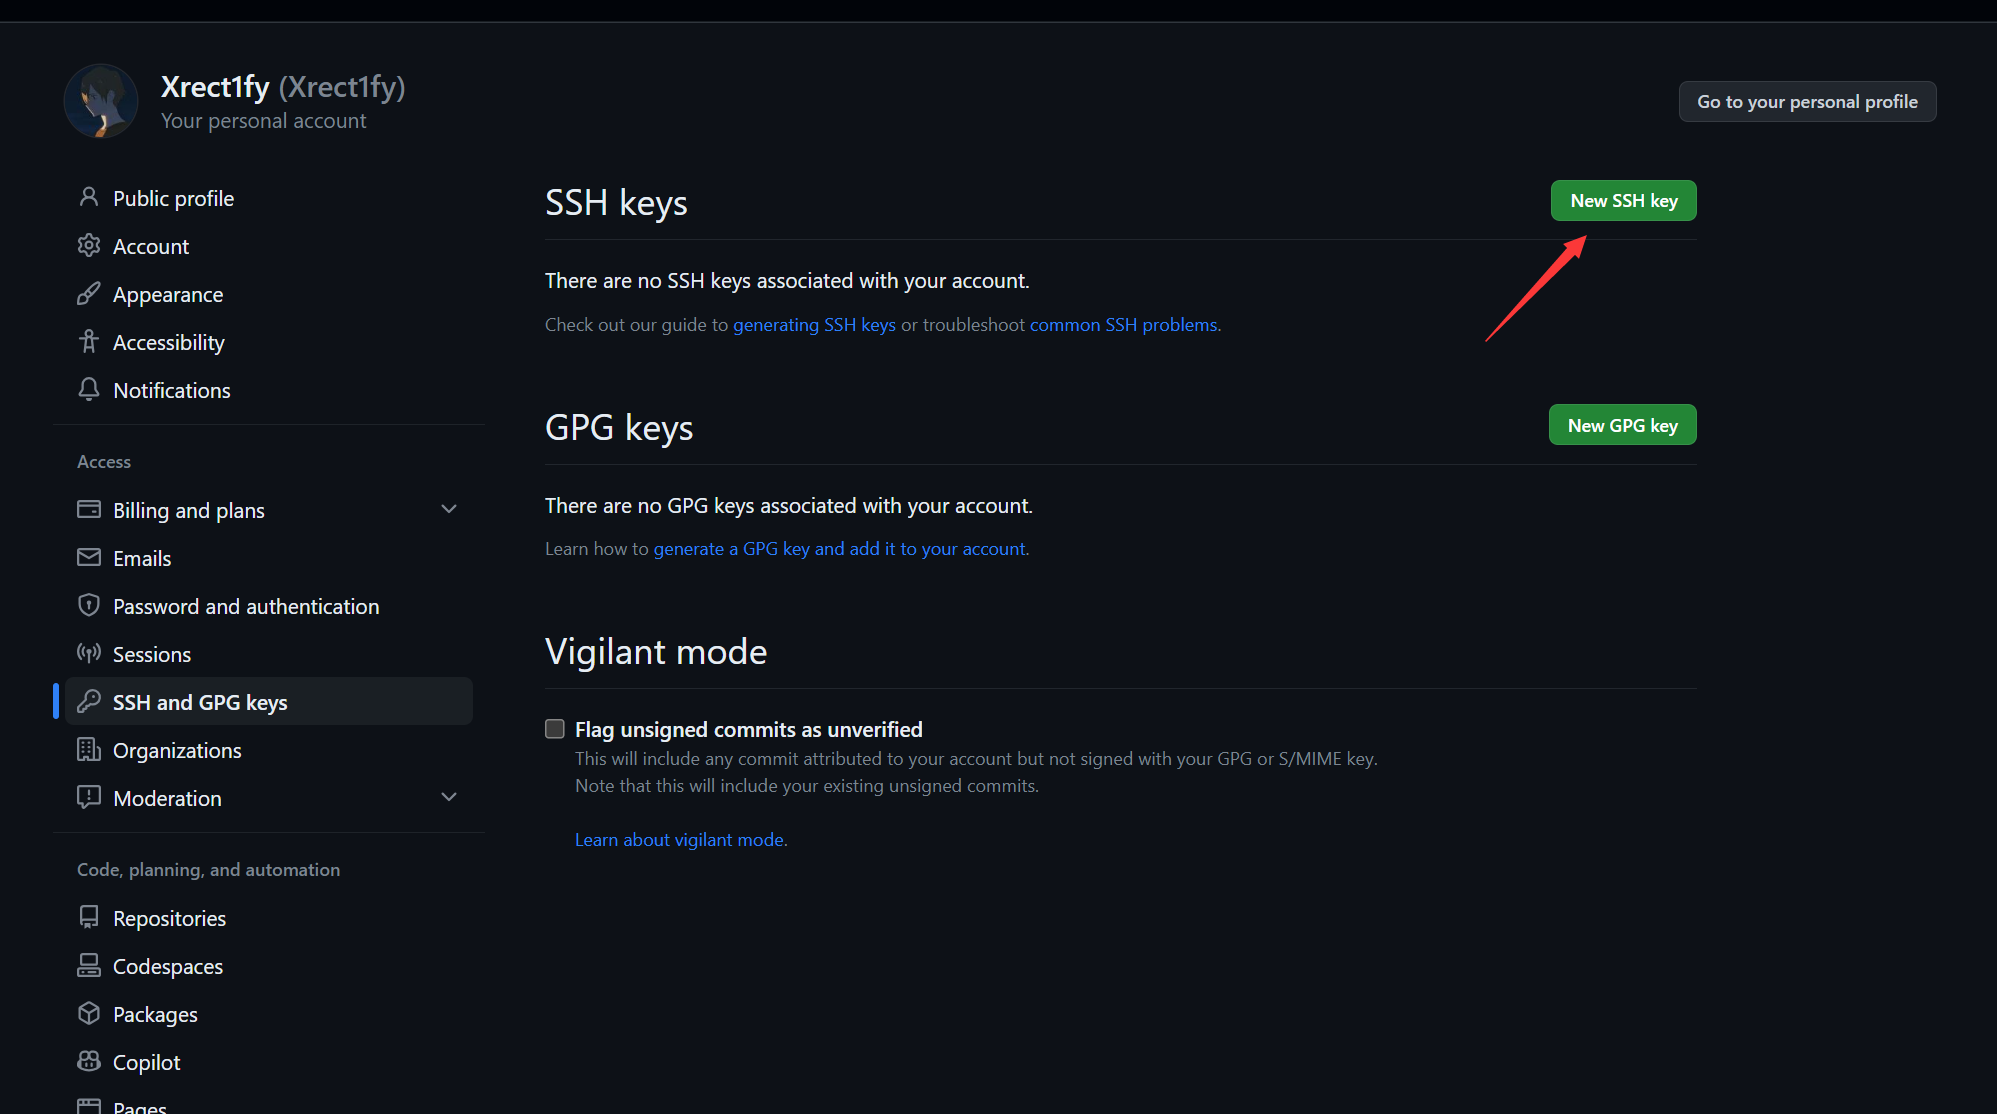 Xrect1fy (Xrect1fy)
Your personal account
Go to your personal profile
Public profile
Account
Appearance
Accessibility
Notifications
Access
Billing and plans
Emails
Password and authentication
Sessions
SSH and GPG keys
Organizations
Moderation
Code, planning, and automation
Repositories
Codespaces
Packages
Copilot
Pages
SSH keys
New SSH key
There are no SSH keys associated with your account.
Check out our guide to generating SSH keys or troubleshoot common SSH problems.
GPG keys
New GPG key
There are no GPG keys associated with your account.
Learn how to generate a GPG key and add it to your account.
Vigilant mode
Flag unsigned commits as unverified
This will include any commit attributed to your account but not signed with your GPG or S/MIME key.
Note that this will include your existing unsigned commits.
Learn about vigilant mode.